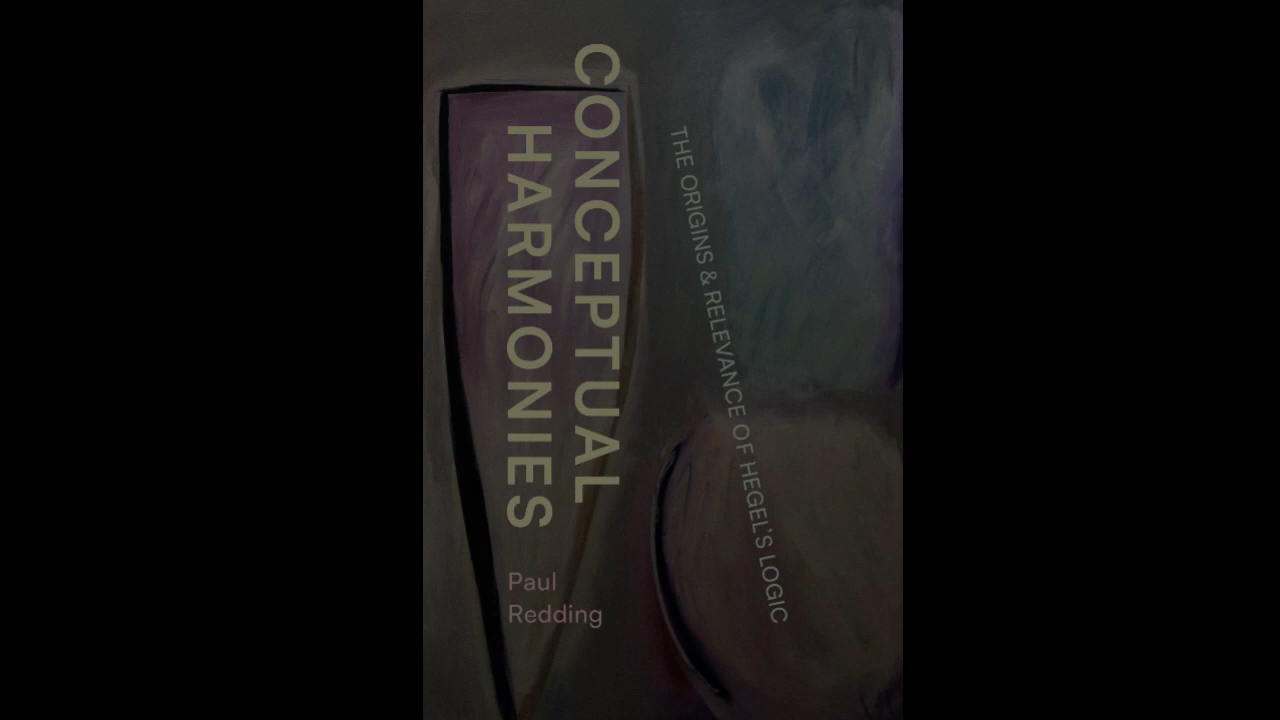 CONCEPTUAL
HARMONIES
THE ORIGINS & RELEVANCE OF HEGEL'S LOGIC
Paul
Redding